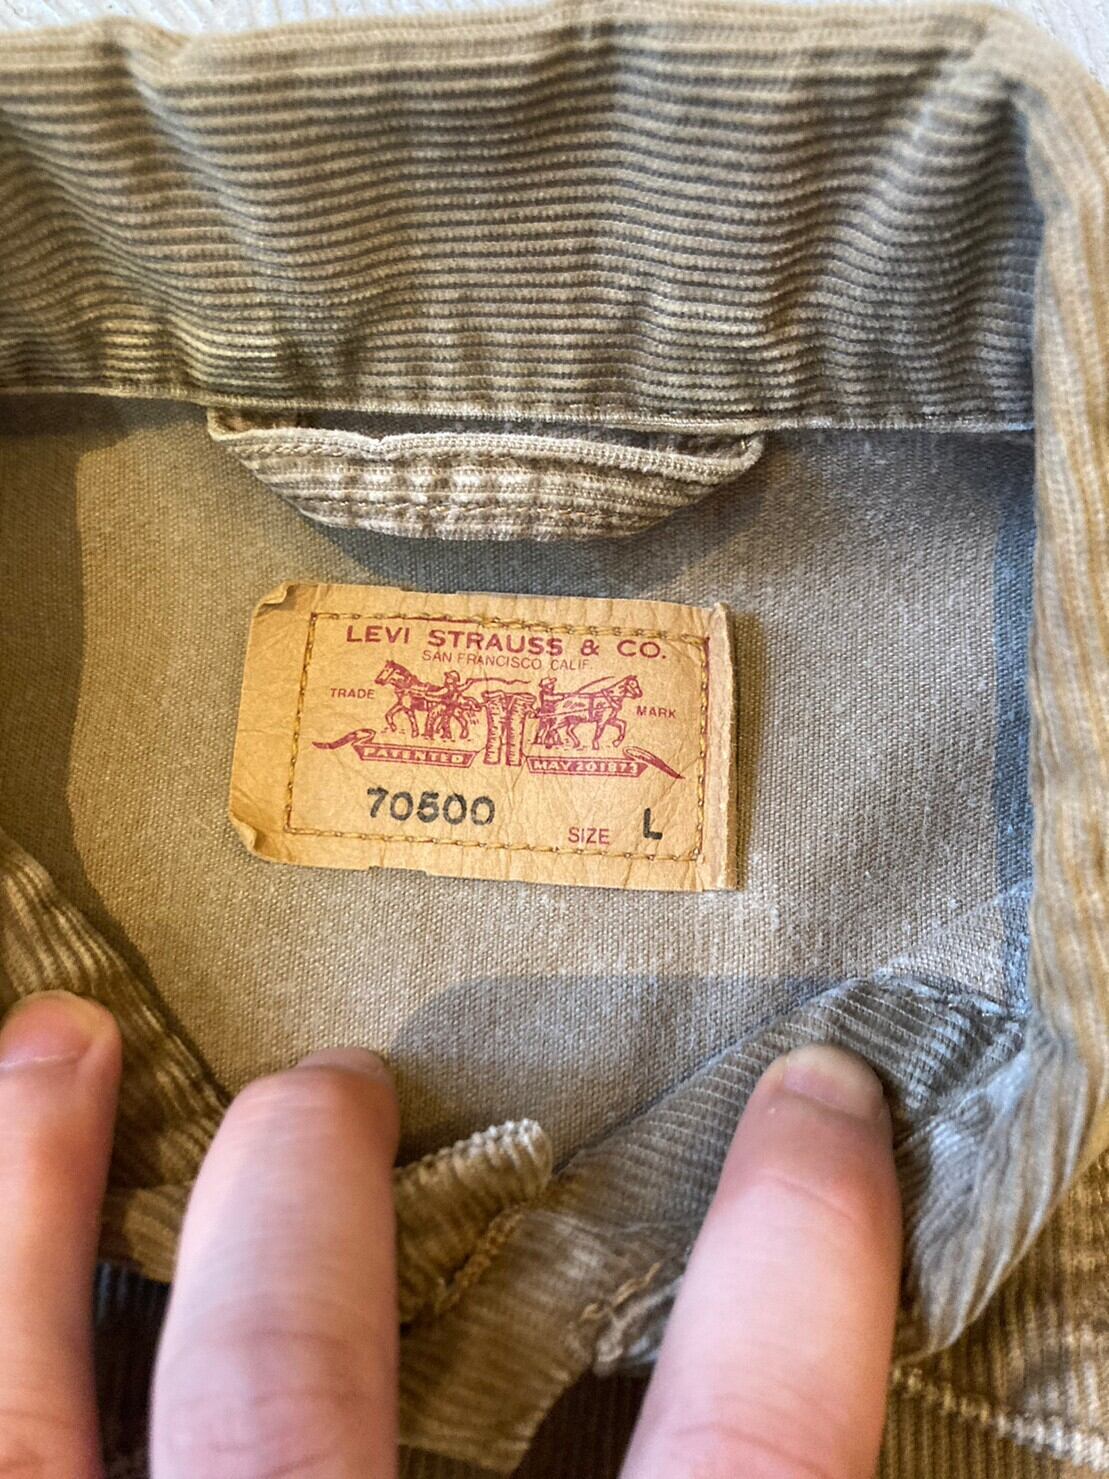 LEVI STRAUSS & CO.
SAN FRANCISCO CALIF.
TRADE MARK
PATENTED MAY 20 1873
70500
SIZE L